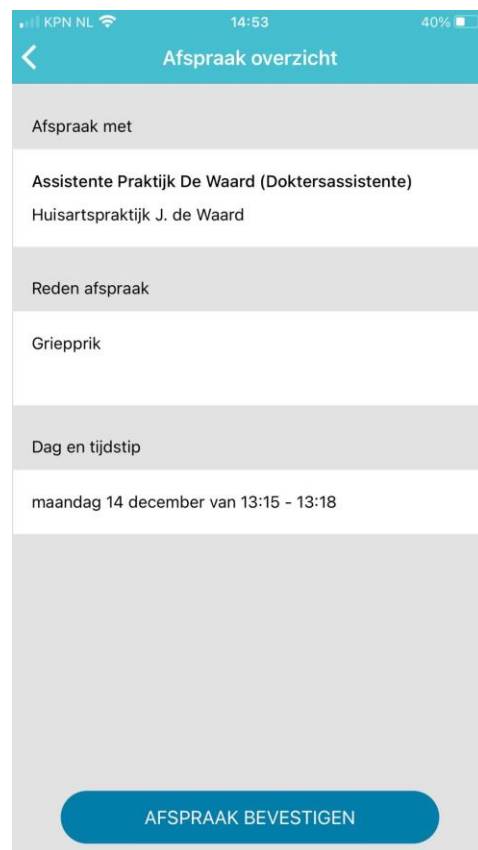 KPN NL 14:53 40%
Afspraak overzicht
Afspraak met
Assistente Praktijk De Waard (Doktersassistente)
Huisartspraktijk J. de Waard
Reden afspraak
Griepprik
Dag en tijdstip
maandag 14 december van 13:15 - 13:18
AFSPRAAK BEVESTIGEN